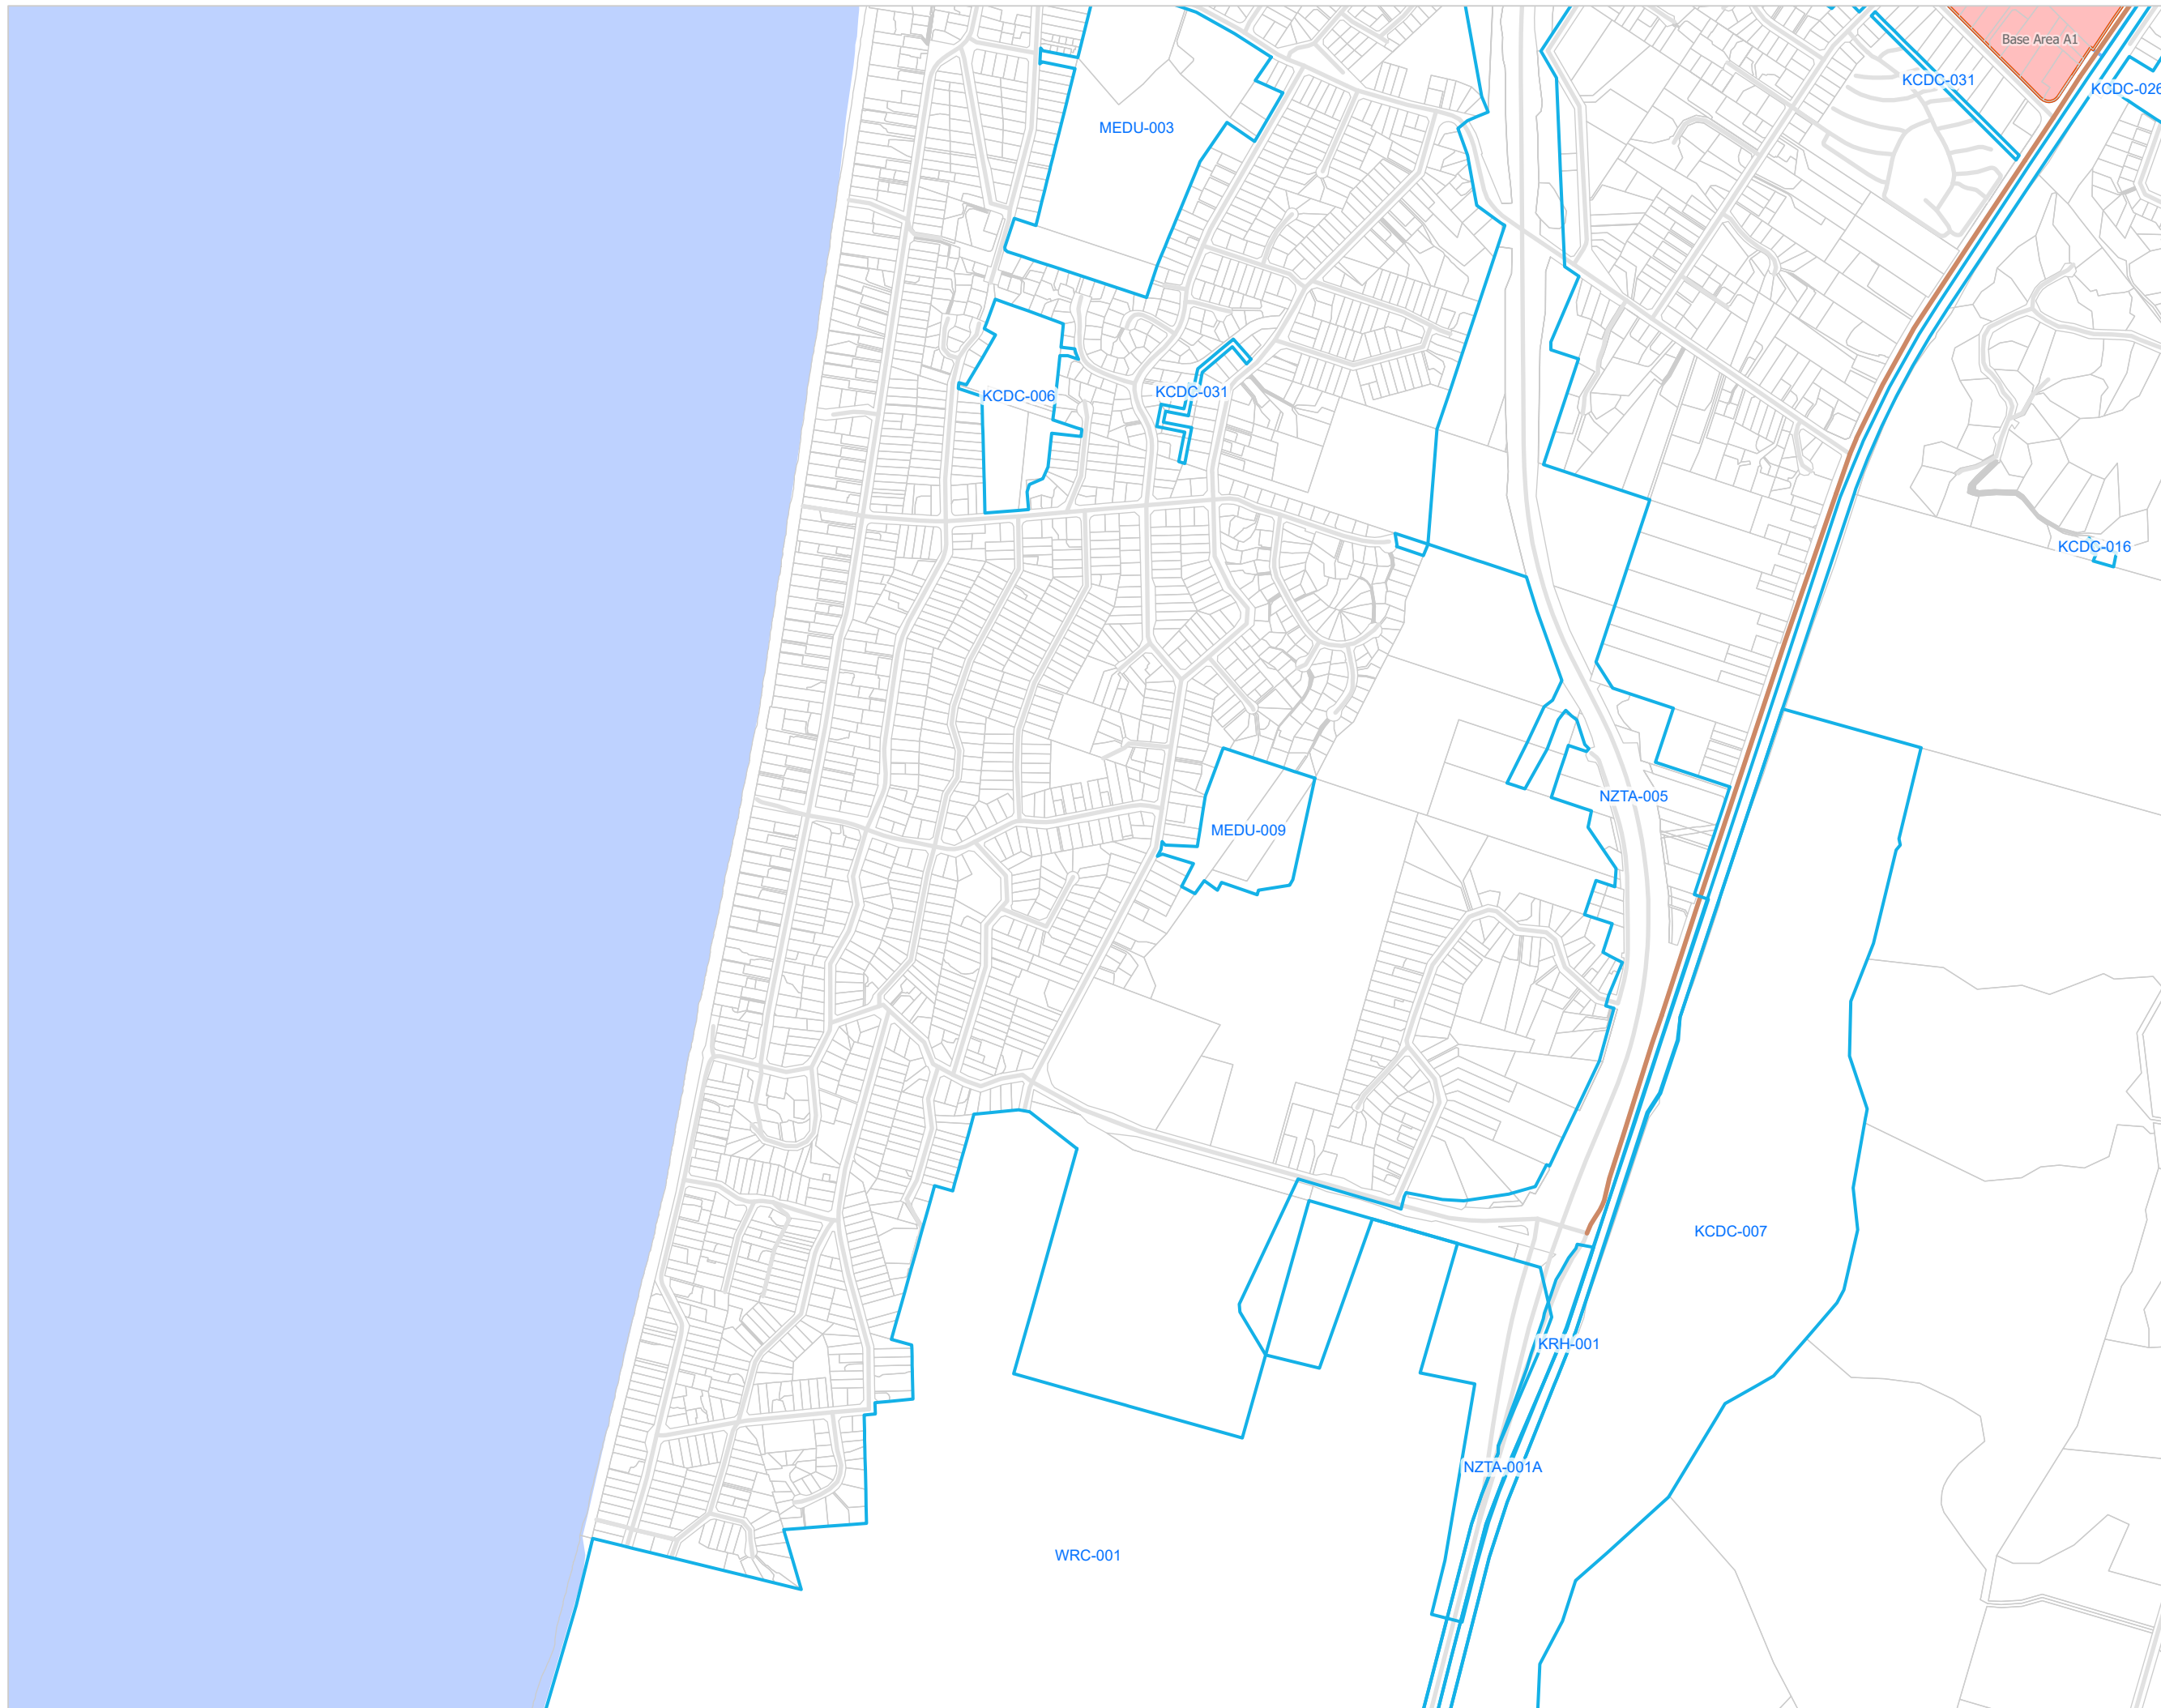 Base Area A1
KCDC-031
KCDC-026
MEDU-003
KCDC-006
KCDC-031
KCDC-016
NZTA-005
MEDU-009
KCDC-007
KRH-001
NZTA-001A
WRC-001